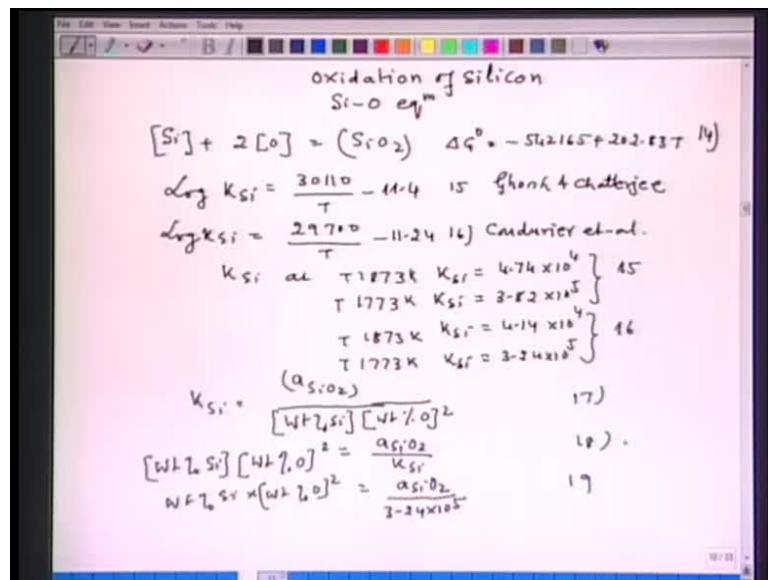 File Edit View Insert Actions Tools Help
Oxidation of Silicon
Si-O eqm
[Si] + 2[O] = (SiO2) ΔG° = -542165 + 202.83T 14)
Log KSi = 30110/T - 11.4 15 Ghosh & Chatterjee
Log KSi = 29700/T - 11.24 16) Coudurier et-al.
KSi at T 1873K KSi = 4.74 x 10^4 } 15
T 1773K KSi = 3.82 x 10^5
T 1873K KSi = 4.14 x 10^4 } 16
T 1773K KSi = 3.24 x 10^5
KSi = (aSiO2)/[wt% Si][wt% O]^2 17)
[wt% Si][wt% O]^2 = aSiO2/KSi 18).
wt% Si x (wt% O)^2 = aSiO2/3.24x10^5 19